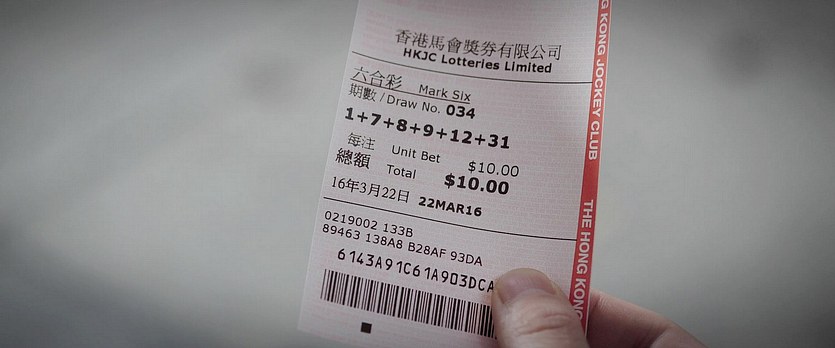 香港馬會獎券有限公司
HKJC Lotteries Limited
六合彩 Mark Six
期數 / Draw No. 034
1+7+8+9+12+31
每注 Unit Bet $10.00
總額 Total $10.00
16年3月22日 22MAR16
0219002 133B
89463 138A8 B28AF 93DA
6143A91C61A903DCA
G KONG JOCKEY CLUB
THE HONG KONG